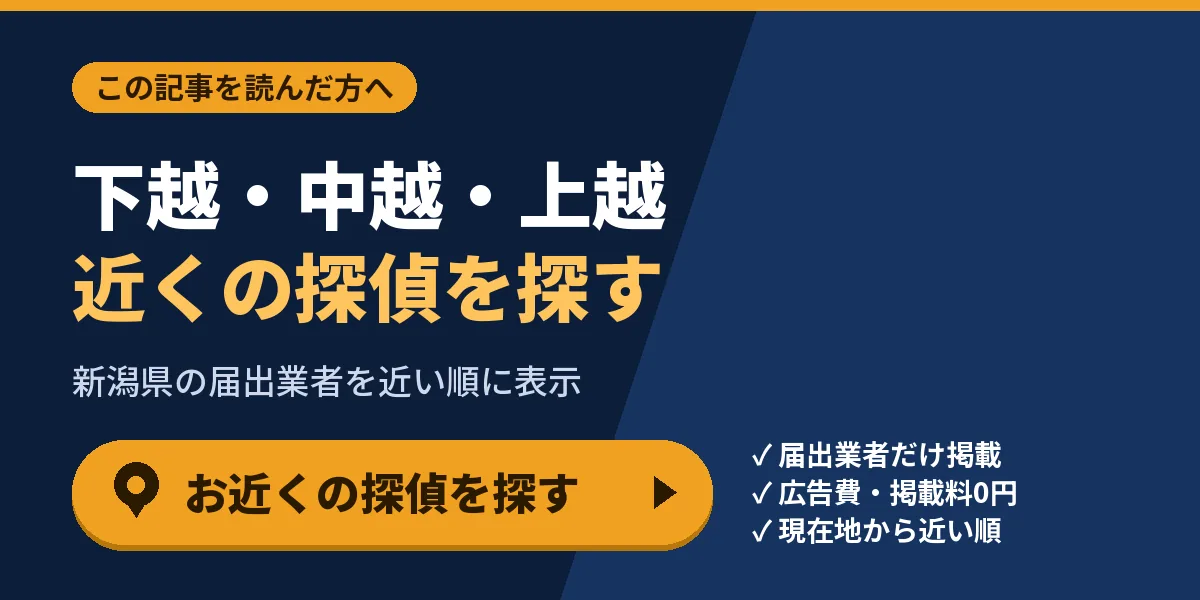 この記事を読んだ方へ
下越・中越・上越
近くの探偵を探す
新潟県の届出業者を近い順に表示
お近くの探偵を探す
✓ 届出業者だけ掲載
✓ 広告費・掲載料0円
✓ 現在地から近い順